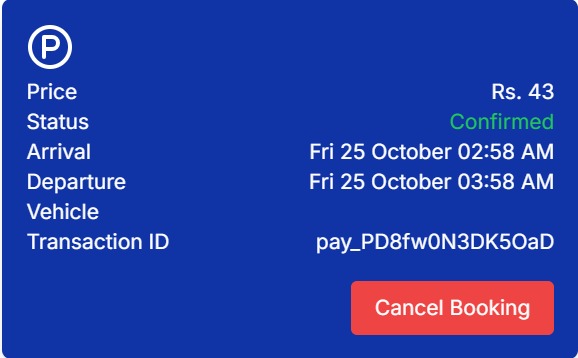 P
Price Rs. 43
Status Confirmed
Arrival Fri 25 October 02:58 AM
Departure Fri 25 October 03:58 AM
Vehicle
Transaction ID pay_PD8fw0N3DK5OaD
Cancel Booking